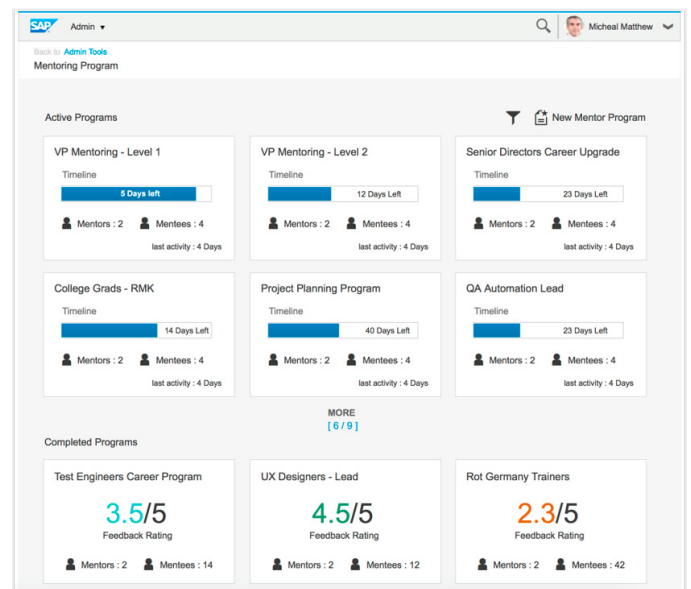 SAP Admin Micheal Matthew
Back to Admin Tools
Mentoring Program
Active Programs New Mentor Program
VP Mentoring - Level 1
Timeline
5 Days left
Mentors : 2 Mentees : 4
last activity : 4 Days
VP Mentoring - Level 2
Timeline
12 Days Left
Mentors : 2 Mentees : 4
last activity : 4 Days
Senior Directors Career Upgrade
Timeline
23 Days Left
Mentors : 2 Mentees : 4
last activity : 4 Days
College Grads - RMK
Timeline
14 Days Left
Mentors : 2 Mentees : 4
last activity : 4 Days
Project Planning Program
Timeline
40 Days Left
Mentors : 2 Mentees : 4
last activity : 4 Days
QA Automation Lead
Timeline
23 Days Left
Mentors : 2 Mentees : 4
last activity : 4 Days
MORE
[ 6 / 9 ]
Completed Programs
Test Engineers Career Program
3.5/5
Feedback Rating
Mentors : 2 Mentees : 14
UX Designers - Lead
4.5/5
Feedback Rating
Mentors : 2 Mentees : 12
Rot Germany Trainers
2.3/5
Feedback Rating
Mentors : 2 Mentees : 42